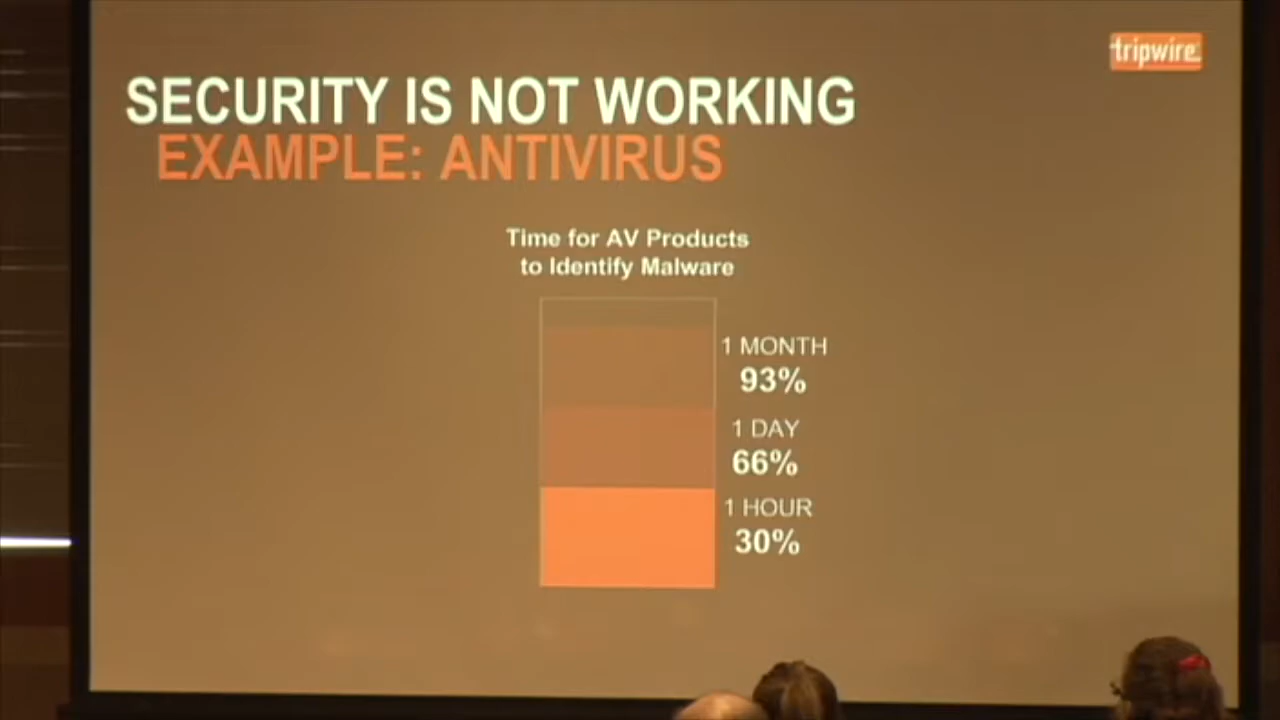 tripwire
SECURITY IS NOT WORKING
EXAMPLE: ANTIVIRUS
Time for AV Products
to Identify Malware
1 MONTH
93%
1 DAY
66%
1 HOUR
30%